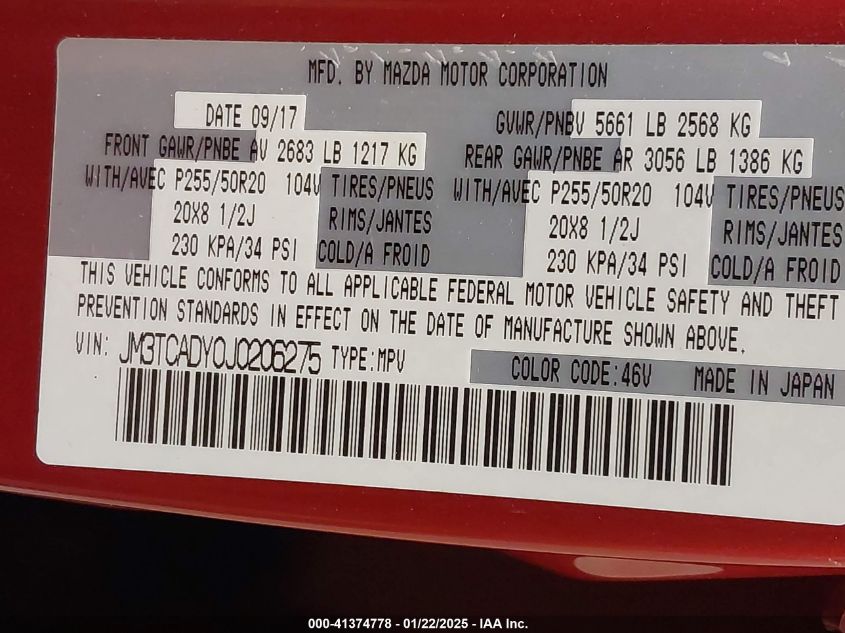 MFD. BY MAZDA MOTOR CORPORATION
DATE 09/17 GVWR/PNBV 5661 LB 2568 KG
FRONT GAWR/PNBE AV 2683 LB 1217 KG REAR GAWR/PNBE AR 3056 LB 1386 KG
WITH/AVEC P255/50R20 104V TIRES/PNEUS WITH/AVEC P255/50R20 104V TIRES/PNEUS
20X8 1/2J RIMS/JANTES 20X8 1/2J RIMS/JANTES
230 KPA/34 PSI COLD/A FROID 230 KPA/34 PSI COLD/A FROID
THIS VEHICLE CONFORMS TO ALL APPLICABLE FEDERAL MOTOR VEHICLE SAFETY AND THEFT
PREVENTION STANDARDS IN EFFECT ON THE DATE OF MANUFACTURE SHOWN ABOVE.
VIN: JM3TCADY0J0206275 TYPE:MPV COLOR CODE:46V MADE IN JAPAN
000-41374778 - 01/22/2025 - IAA Inc.